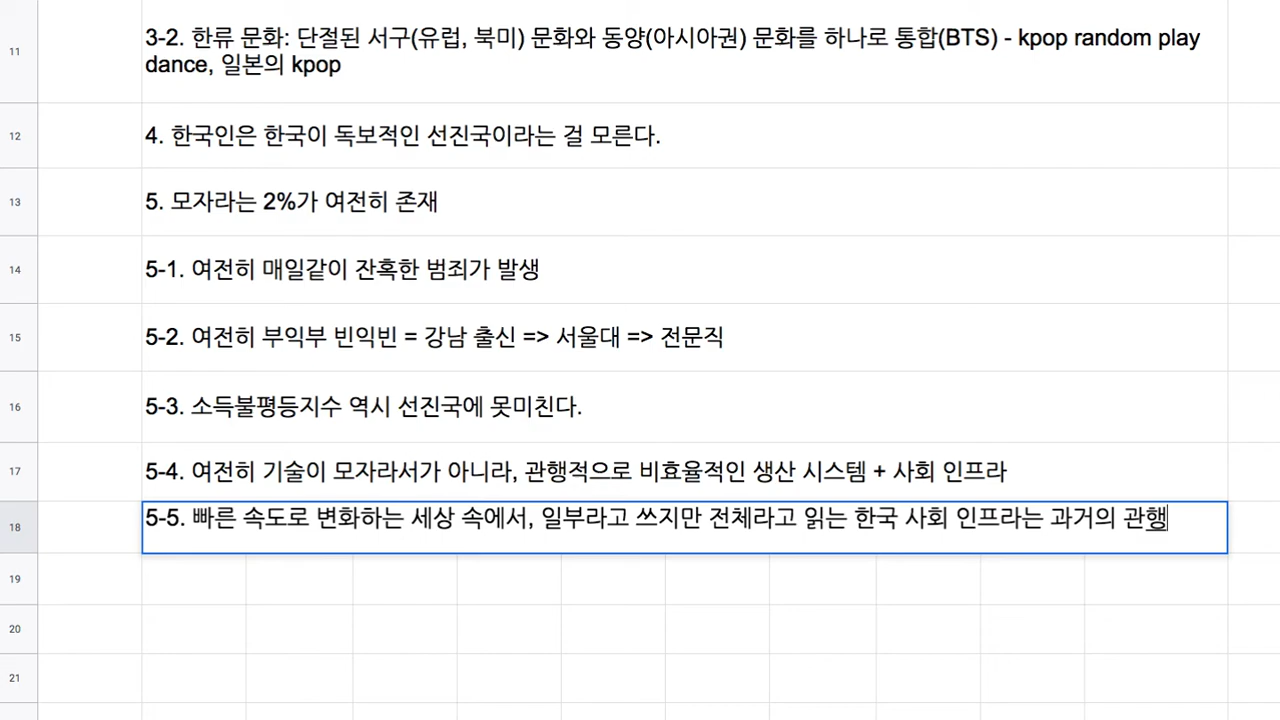 11
3-2. 한류 문화: 단절된 서구(유럽, 북미) 문화와 동양(아시아권) 문화를 하나로 통합(BTS) - kpop random play
dance, 일본의 kpop
12
4. 한국인은 한국이 독보적인 선진국이라는 걸 모른다.
13
5. 모자라는 2%가 여전히 존재
14
5-1. 여전히 매일같이 잔혹한 범죄가 발생
15
5-2. 여전히 부익부 빈익빈 = 강남 출신 => 서울대 => 전문직
16
5-3. 소득불평등지수 역시 선진국에 못미친다.
17
5-4. 여전히 기술이 모자라서가 아니라, 관행적으로 비효율적인 생산 시스템 + 사회 인프라
18
5-5. 빠른 속도로 변화하는 세상 속에서, 일부라고 쓰지만 전체라고 읽는 한국 사회 인프라는 과거의 관행
19
20
21